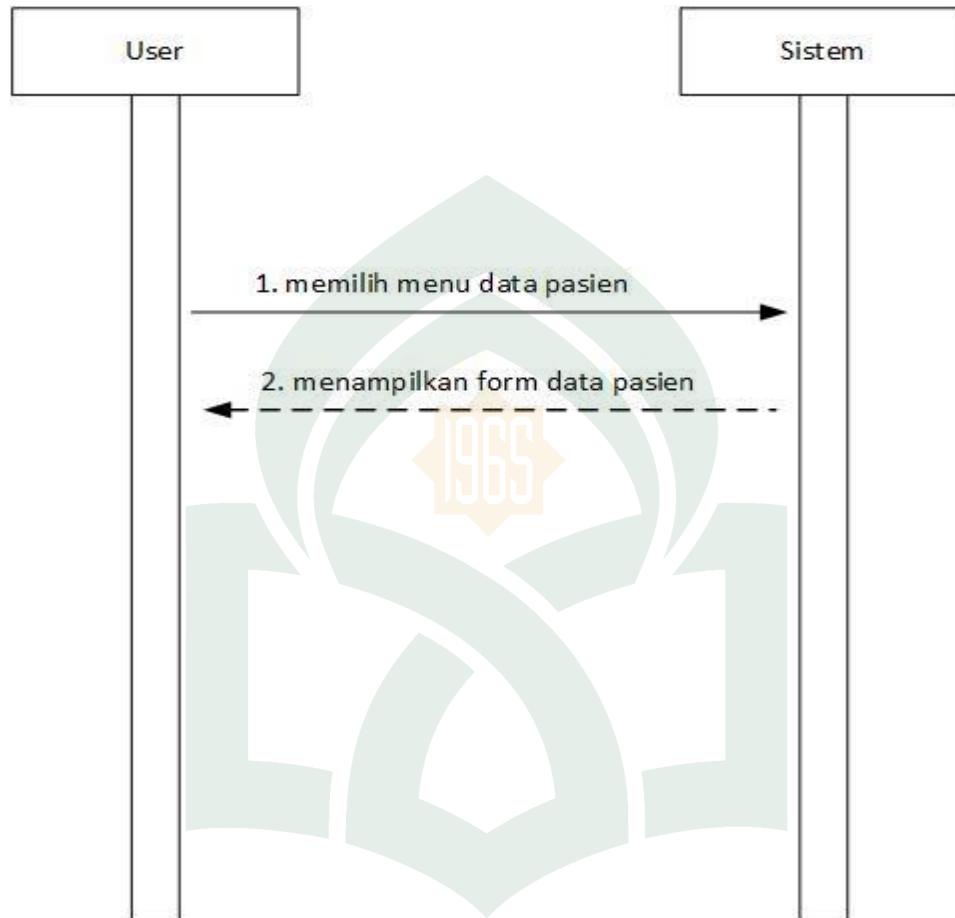 User
Sistem
1. memilih menu data pasien
2. menampilkan form data pasien
1965